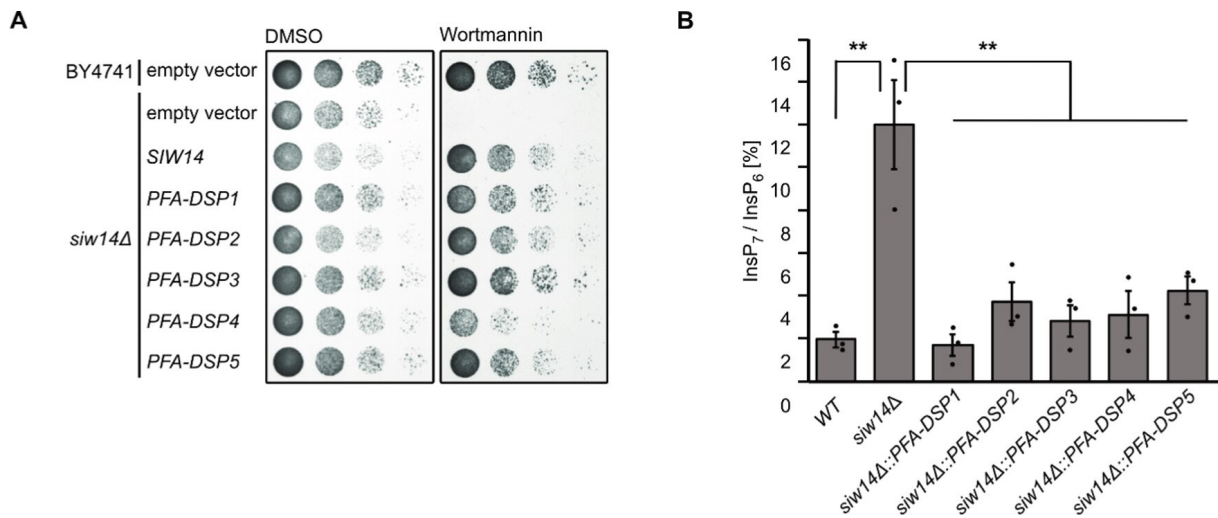 A
DMSO
Wortmannin
BY4741
empty vector
empty vector
SIW14
PFA-DSP1
siw14Δ
PFA-DSP2
PFA-DSP3
PFA-DSP4
PFA-DSP5
B
**
**
InsP₇ / InsP₆ [%]
16
14
12
10
8
6
4
2
0
WT
siw14Δ
siw14Δ::PFA-DSP1
siw14Δ::PFA-DSP2
siw14Δ::PFA-DSP3
siw14Δ::PFA-DSP4
siw14Δ::PFA-DSP5